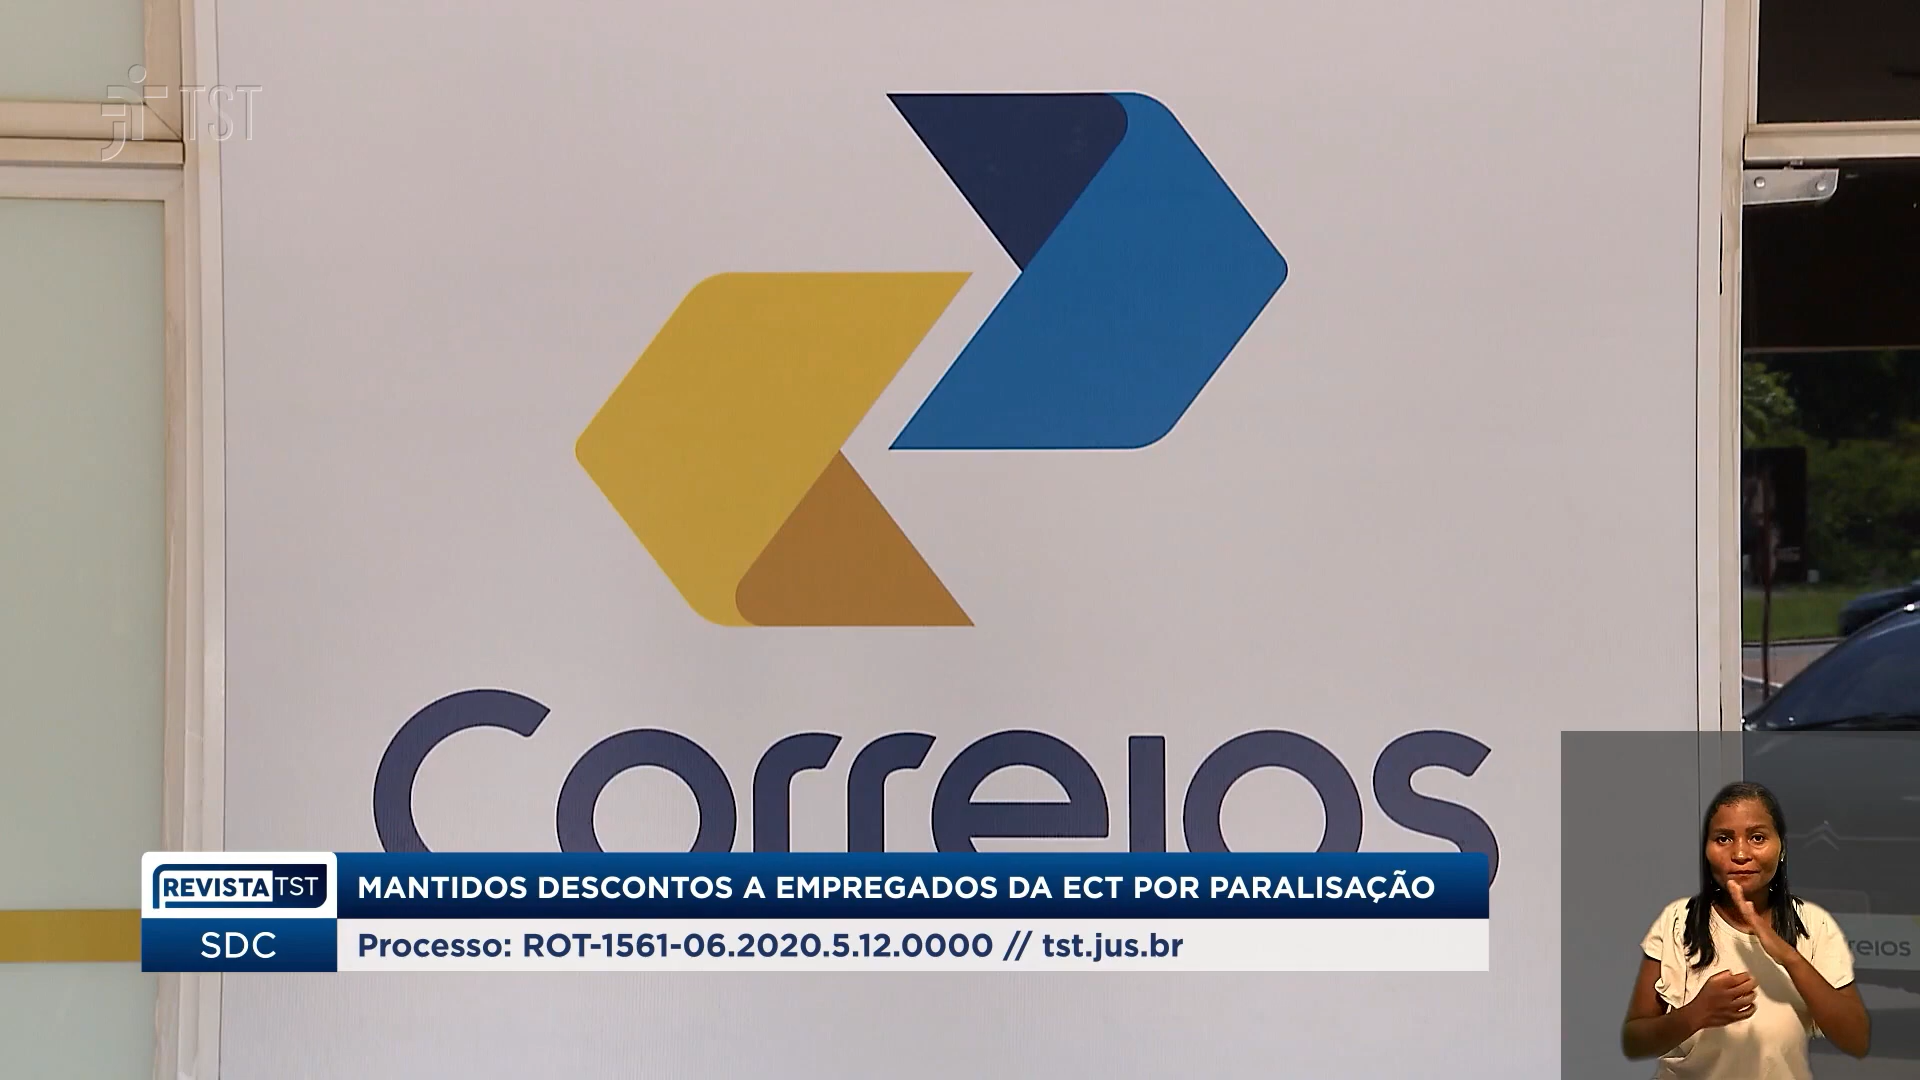 TST
Correios
REVISTA TST
MANTIDOS DESCONTOS A EMPREGADOS DA ECT POR PARALISAÇÃO
SDC
Processo: ROT-1561-06.2020.5.12.0000 // tst.jus.br
reios